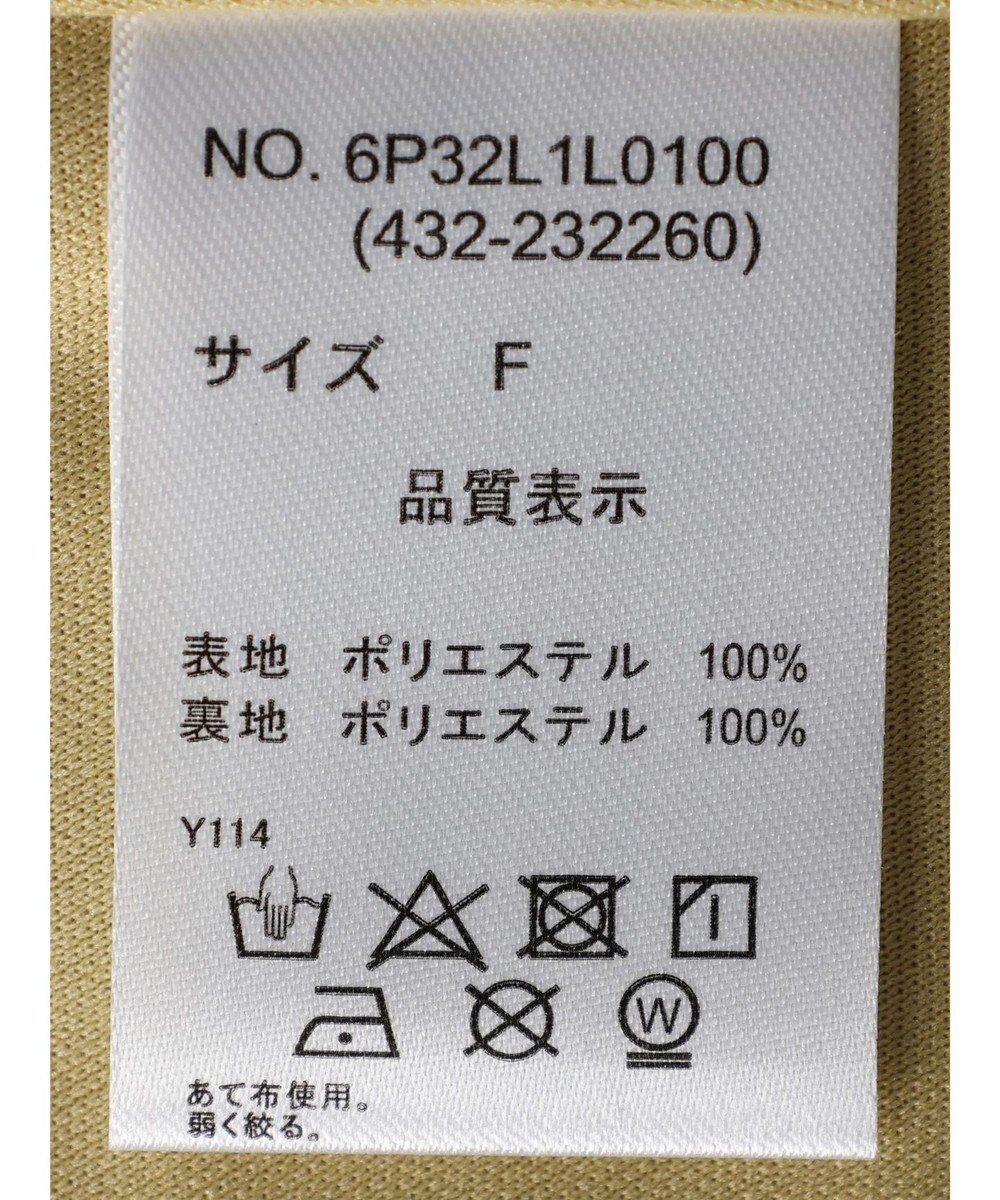 NO. 6P32L1L0100
(432-232260)
サイズ F
品質表示
表地 ポリエステル 100%
裏地 ポリエステル 100%
Y114
W
あて布使用。
弱く絞る。